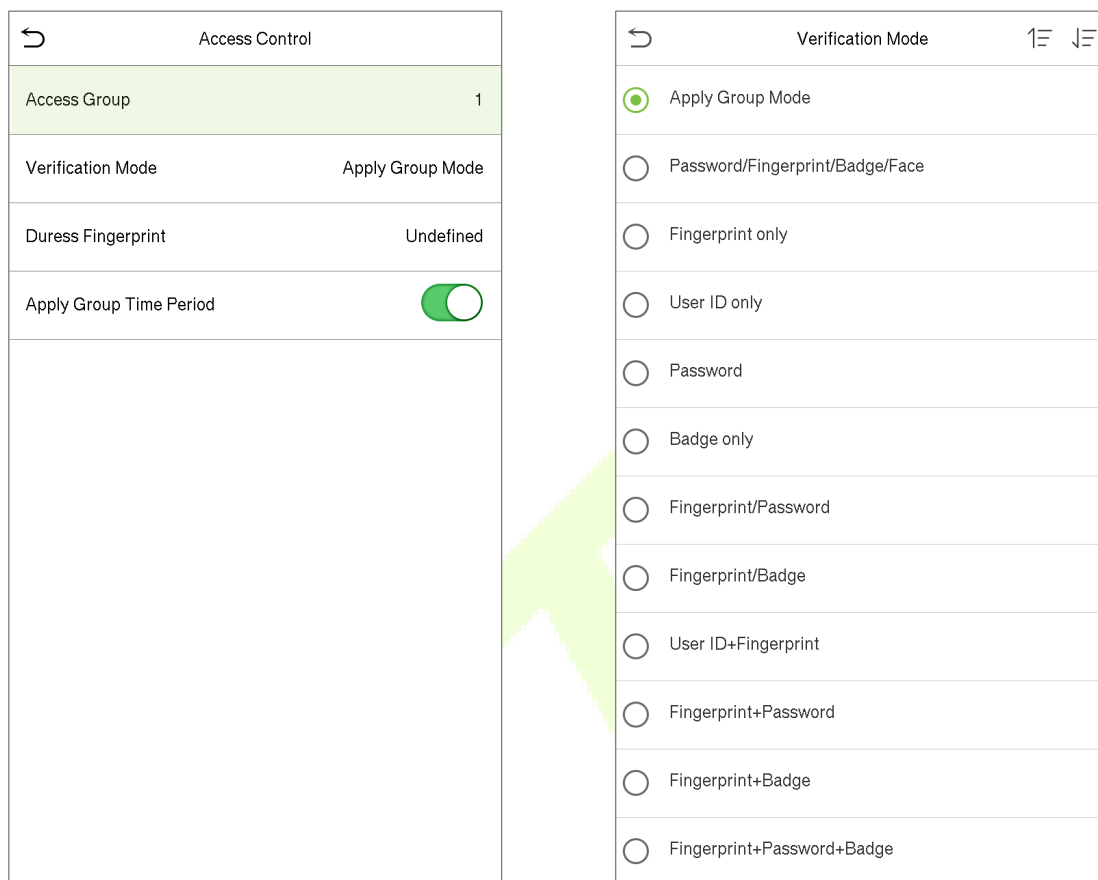 Access Control
Access Group 1
Verification Mode Apply Group Mode
Duress Fingerprint Undefined
Apply Group Time Period
Verification Mode
Apply Group Mode
Password/Fingerprint/Badge/Face
Fingerprint only
User ID only
Password
Badge only
Fingerprint/Password
Fingerprint/Badge
User ID+Fingerprint
Fingerprint+Password
Fingerprint+Badge
Fingerprint+Password+Badge